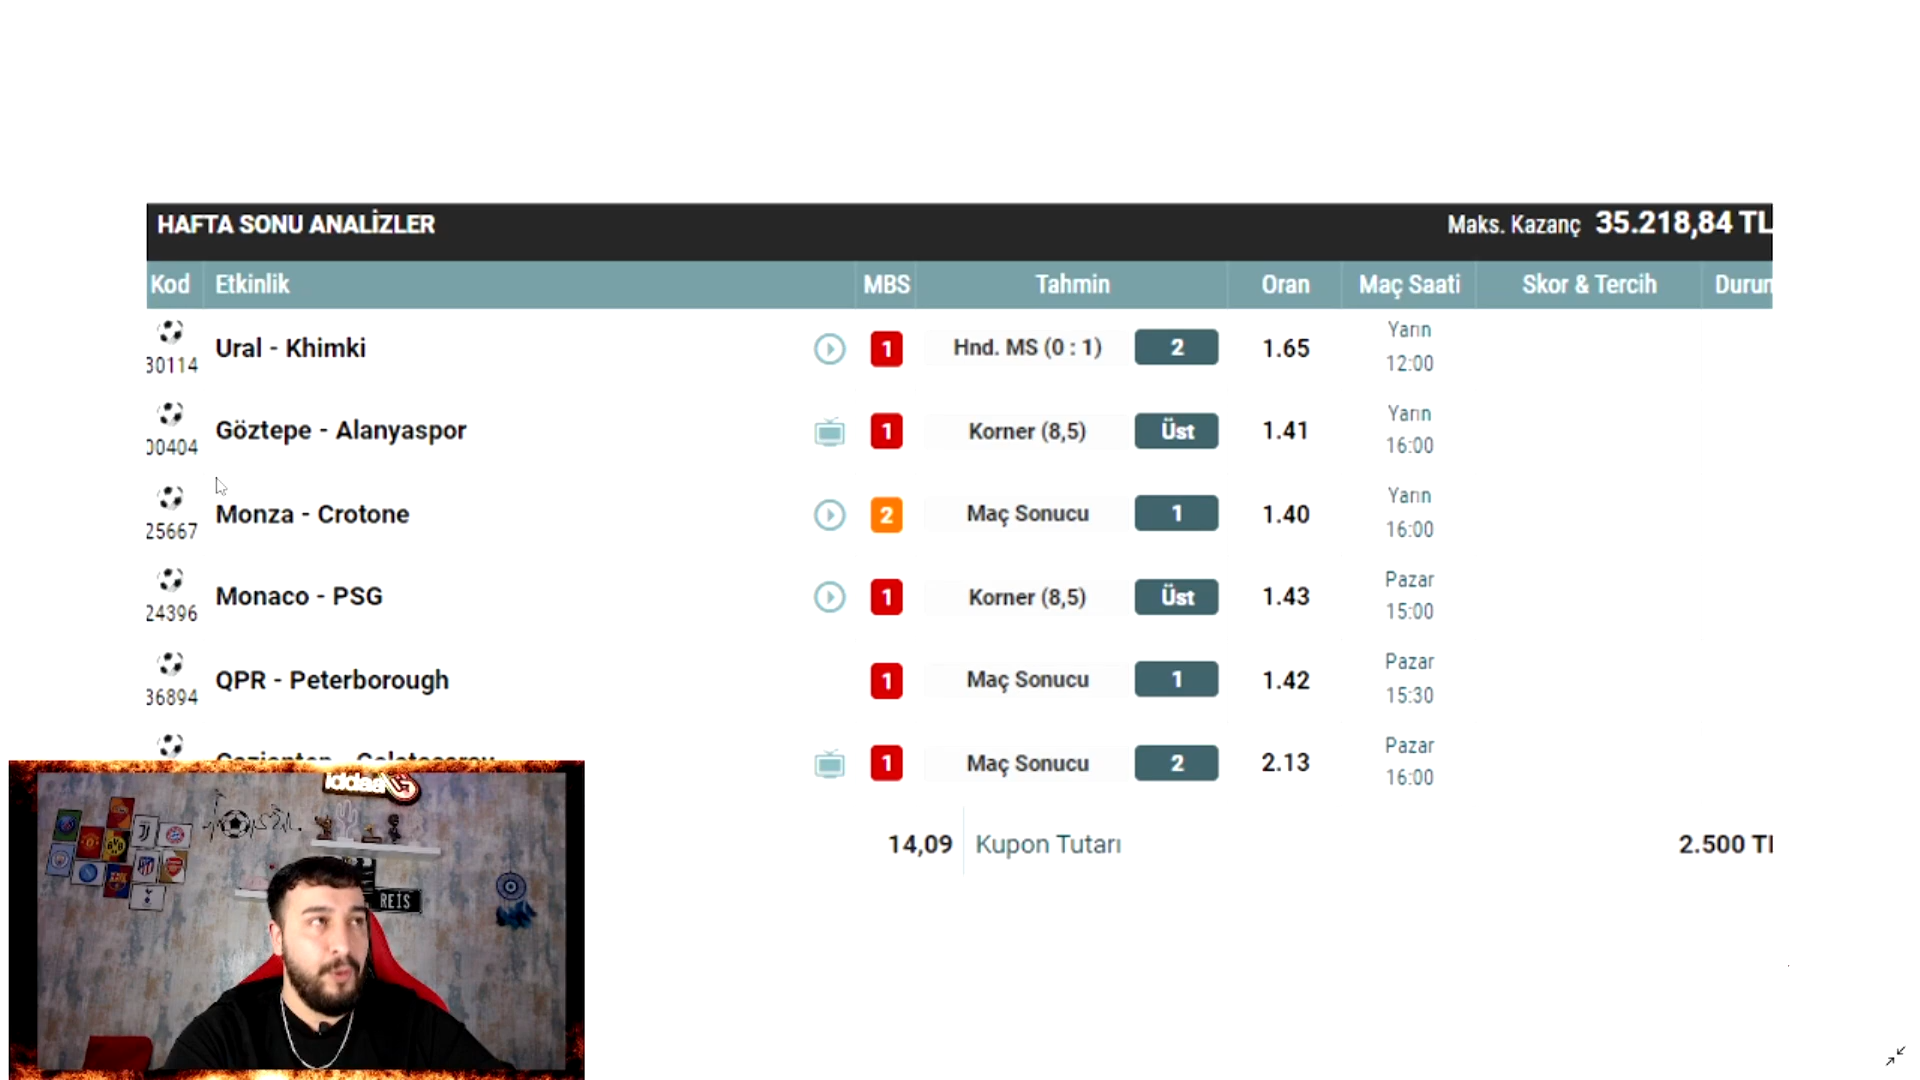 HAFTA SONU ANALİZLER Maks. Kazanç 35.218,84 TL
Kod Etkinlik MBS Tahmin Oran Maç Saati Skor & Tercih Durum
30114 Ural - Khimki 1 Hnd. MS (0 : 1) 2 1.65 Yarın 12:00
00404 Göztepe - Alanyaspor 1 Korner (8,5) Üst 1.41 Yarın 16:00
25667 Monza - Crotone 2 Maç Sonucu 1 1.40 Yarın 16:00
24396 Monaco - PSG 1 Korner (8,5) Üst 1.43 Pazar 15:00
36894 QPR - Peterborough 1 Maç Sonucu 1 1.42 Pazar 15:30
1 Maç Sonucu 2 2.13 Pazar 16:00
14,09 Kupon Tutarı 2.500 TL
iddaa
REİS